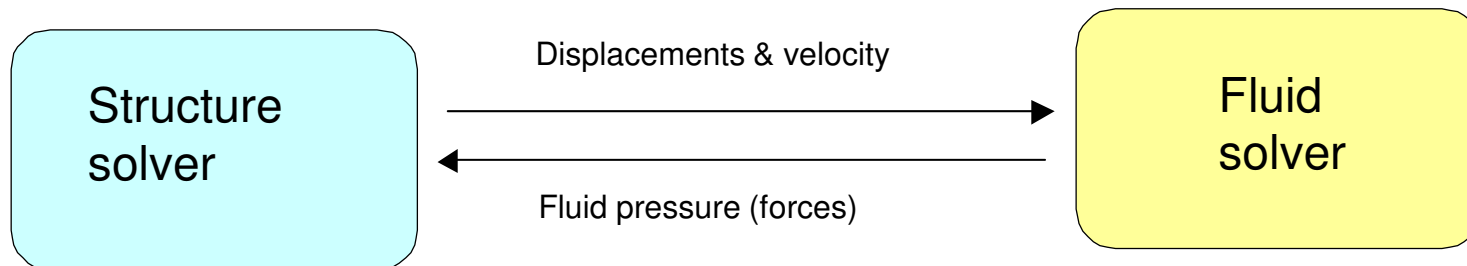 Structure
solver
Displacements & velocity
Fluid pressure (forces)
Fluid
solver